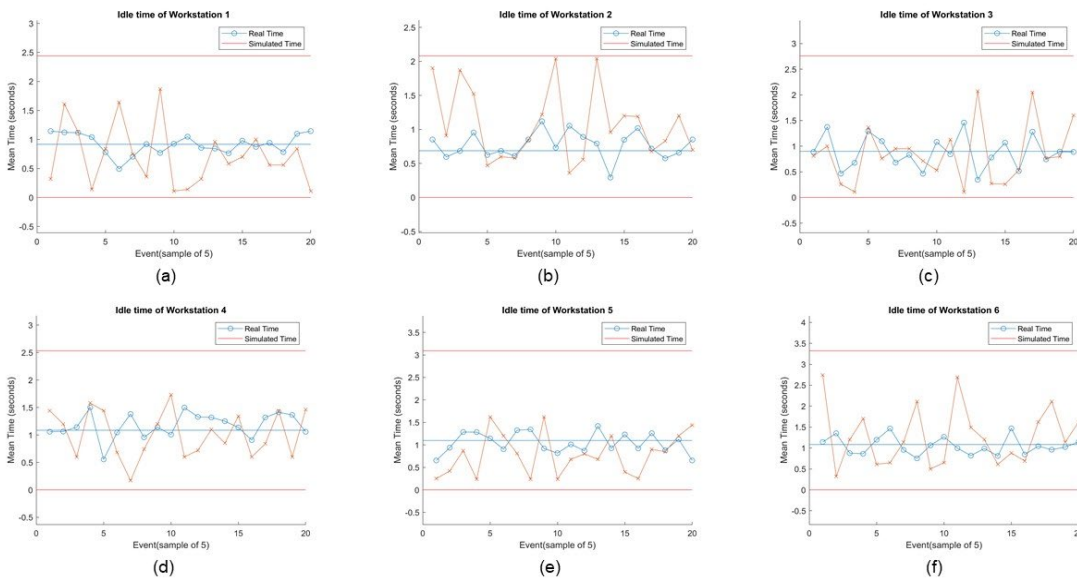 Idle time of Workstation 1
Real Time
Simulated Time
Mean Time (seconds)
3
2.5
2
1.5
1
0.5
0
-0.5
0 5 10 15 20
Event(sample of 5)
(a)
Idle time of Workstation 2
Real Time
Simulated Time
Mean Time (seconds)
2.5
2
1.5
1
0.5
0
-0.5
0 5 10 15 20
Event(sample of 5)
(b)
Idle time of Workstation 3
Real Time
Simulated Time
Mean Time (seconds)
3
2.5
2
1.5
1
0.5
0
-0.5
0 5 10 15 20
Event(sample of 5)
(c)
Idle time of Workstation 4
Real Time
Simulated Time
Mean Time (seconds)
3
2.5
2
1.5
1
0.5
0
-0.5
0 5 10 15 20
Event(sample of 5)
(d)
Idle time of Workstation 5
Real Time
Simulated Time
Mean Time (seconds)
3.5
3
2.5
2
1.5
1
0.5
0
-0.5
0 5 10 15 20
Event(sample of 5)
(e)
Idle time of Workstation 6
Real Time
Simulated Time
Mean Time (seconds)
4
3.5
3
2.5
2
1.5
1
0.5
0
-0.5
0 5 10 15 20
Event(sample of 5)
(f)